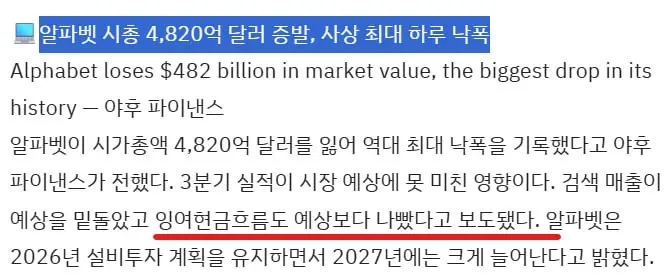 알파벳 시총 4,820억 달러 증발, 사상 최대 하루 낙폭
Alphabet loses $482 billion in market value, the biggest drop in its
history — 야후 파이낸스
알파벳이 시가총액 4,820억 달러를 잃어 역대 최대 낙폭을 기록했다고 야후
파이낸스가 전했다. 3분기 실적이 시장 예상에 못 미친 영향이다. 검색 매출이
예상을 밑돌았고 잉여현금흐름도 예상보다 나빴다고 보도됐다. 알파벳은
2026년 설비투자 계획을 유지하면서 2027년에는 크게 늘어난다고 밝혔다.